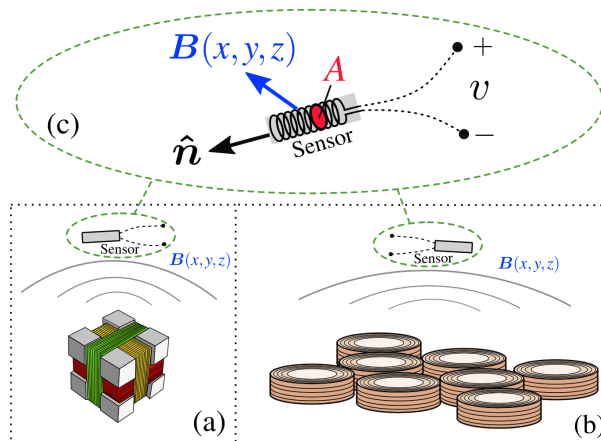 B(x, y, z)
A
+
v
−
(c)
n̂
Sensor
Sensor
B(x, y, z)
Sensor
B(x, y, z)
(a)
(b)